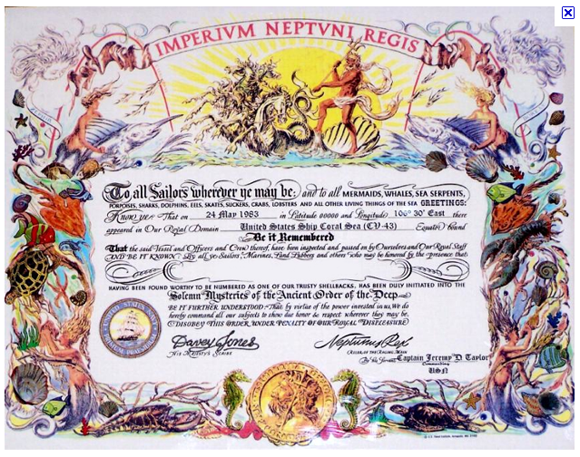 IMPERIVM NEPTVNI REGIS
To all Sailors wherever ye may be: and to all MERMAIDS, WHALES, SEA SERPENTS,
PORPOISES, SHARKS, DOLPHINS, EELS, SKATES, SUCKERS, CRABS, LOBSTERS AND ALL OTHER LIVING THINGS OF THE SEA GREETINGS:
Know ye That on 24 May 1983 in Latitude 00000 and Longitude 100° 30' East there
appeared in Our Royal Domain United States Ship Coral Sea (CV-43) Equator Bound
Be it Remembered
That the said Vessel and Officers and Crew thereof, have been inspected and passed on by Ourselves and Our Royal Staff
AND BE IT KNOWN: By all ye Sailors, Marines, Land Lubbers and others who may be honored by the presence that
HAVING BEEN FOUND WORTHY TO BE NUMBERED AS ONE OF OUR TRUSTY SHELLBACKS, HAS BEEN DULY INITIATED INTO THE
Solemn Mysteries of the Ancient Order of the Deep
BE IT FURTHER UNDERSTOOD: That by virtue of the power invested in us We do
hereby command all our subjects to show due honor & respect wherever they may be.
DISOBEY THIS ORDER UNDER PENALTY OF OUR ROYAL DISPLEASURE
Davey Jones
HIS MAJESTY'S SCRIBE
Neptunus Rex
RULER OF THE RAGING MAIN
By his Servant Captain Jeremy D Taylor
Commanding
USN